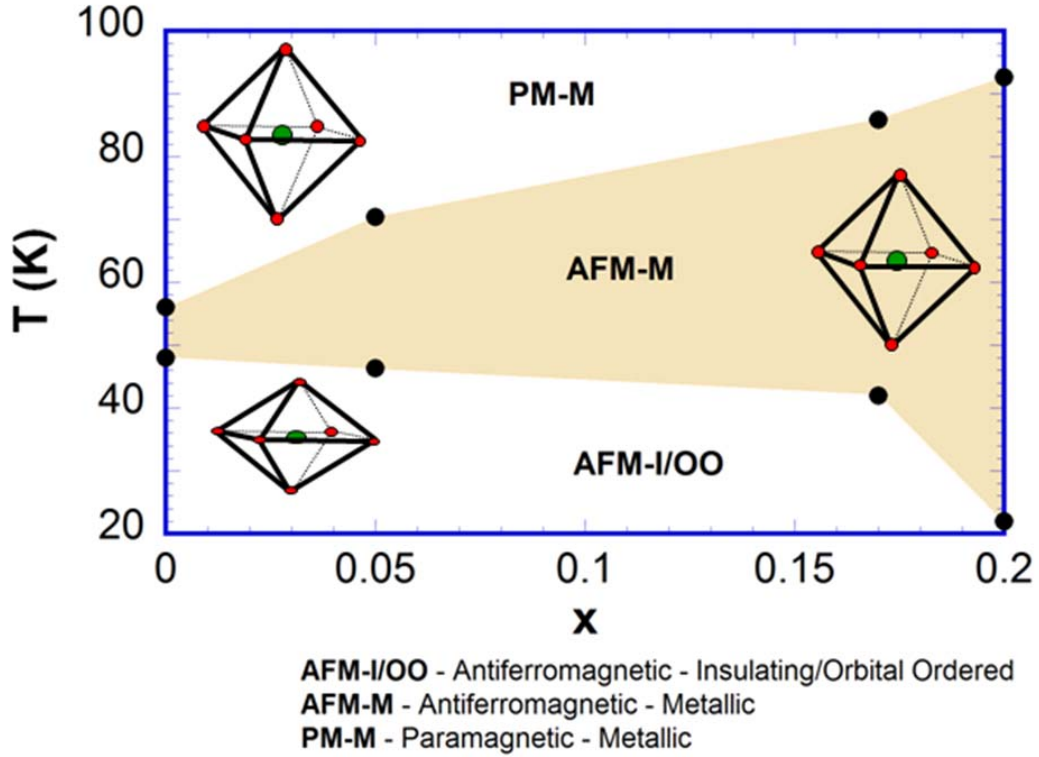 100
PM-M
80
AFM-M
60
T (K)
40
AFM-I/OO
20
0 0.05 0.1 0.15 0.2
x
AFM-I/OO - Antiferromagnetic - Insulating/Orbital Ordered
AFM-M - Antiferromagnetic - Metallic
PM-M - Paramagnetic - Metallic